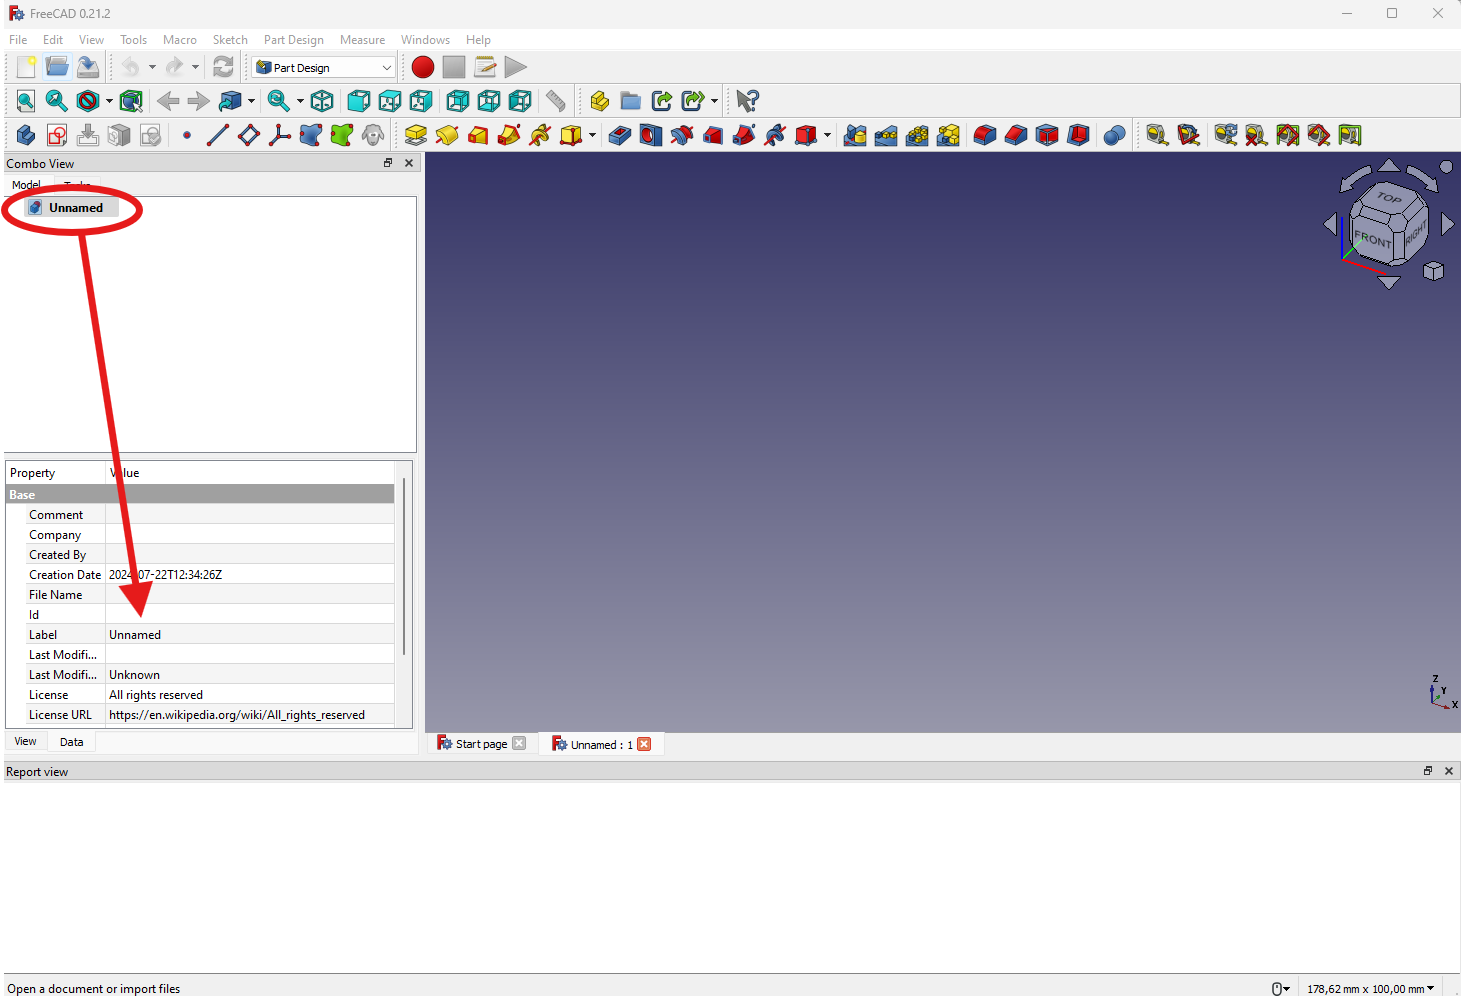 FreeCAD 0.21.2
File Edit View Tools Macro Sketch Part Design Measure Windows Help
Part Design
Combo View
Model Tasks
Unnamed
TOP
FRONT
RIGHT
Property Value
Base
Comment
Company
Created By
Creation Date 2024-07-22T12:34:26Z
File Name
Id
Label Unnamed
Last Modifi...
Last Modifi... Unknown
License All rights reserved
License URL https://en.wikipedia.org/wiki/All_rights_reserved
Z
Y
X
View Data
Start page Unnamed : 1
Report view
Open a document or import files
178,62 mm x 100,00 mm